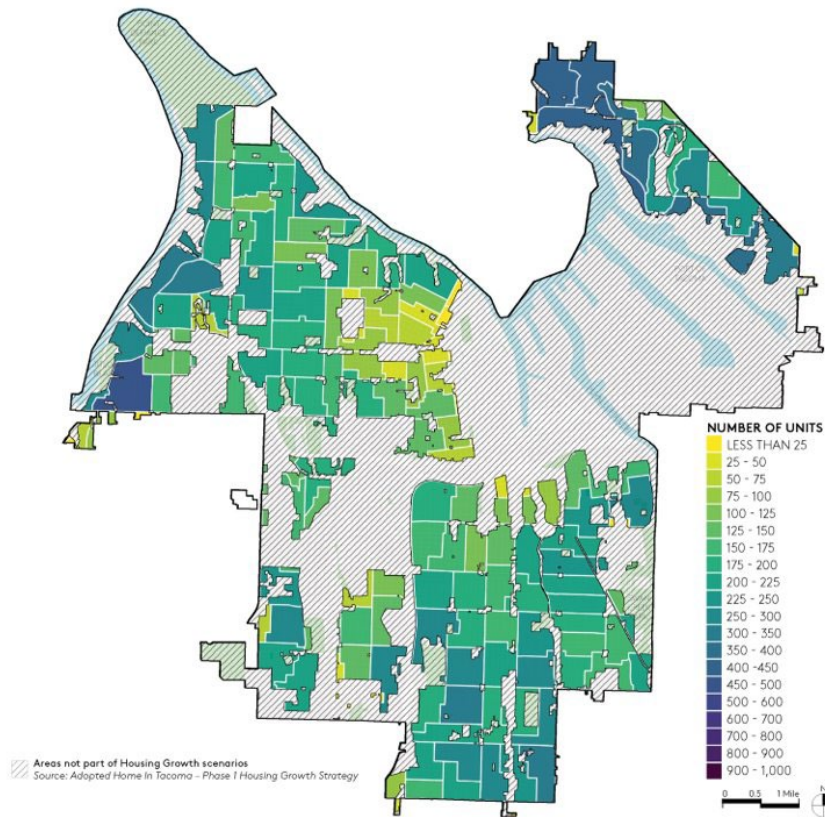 NUMBER OF UNITS
LESS THAN 25
25 - 50
50 - 75
75 - 100
100 - 125
125 - 150
150 - 175
175 - 200
200 - 225
225 - 250
250 - 300
300 - 350
350 - 400
400 -450
450 - 500
500 - 600
600 - 700
700 - 800
800 - 900
900 - 1,000
Areas not part of Housing Growth scenarios
Source: Adopted Home In Tacoma – Phase 1 Housing Growth Strategy
0 0.5 1 Mile
N